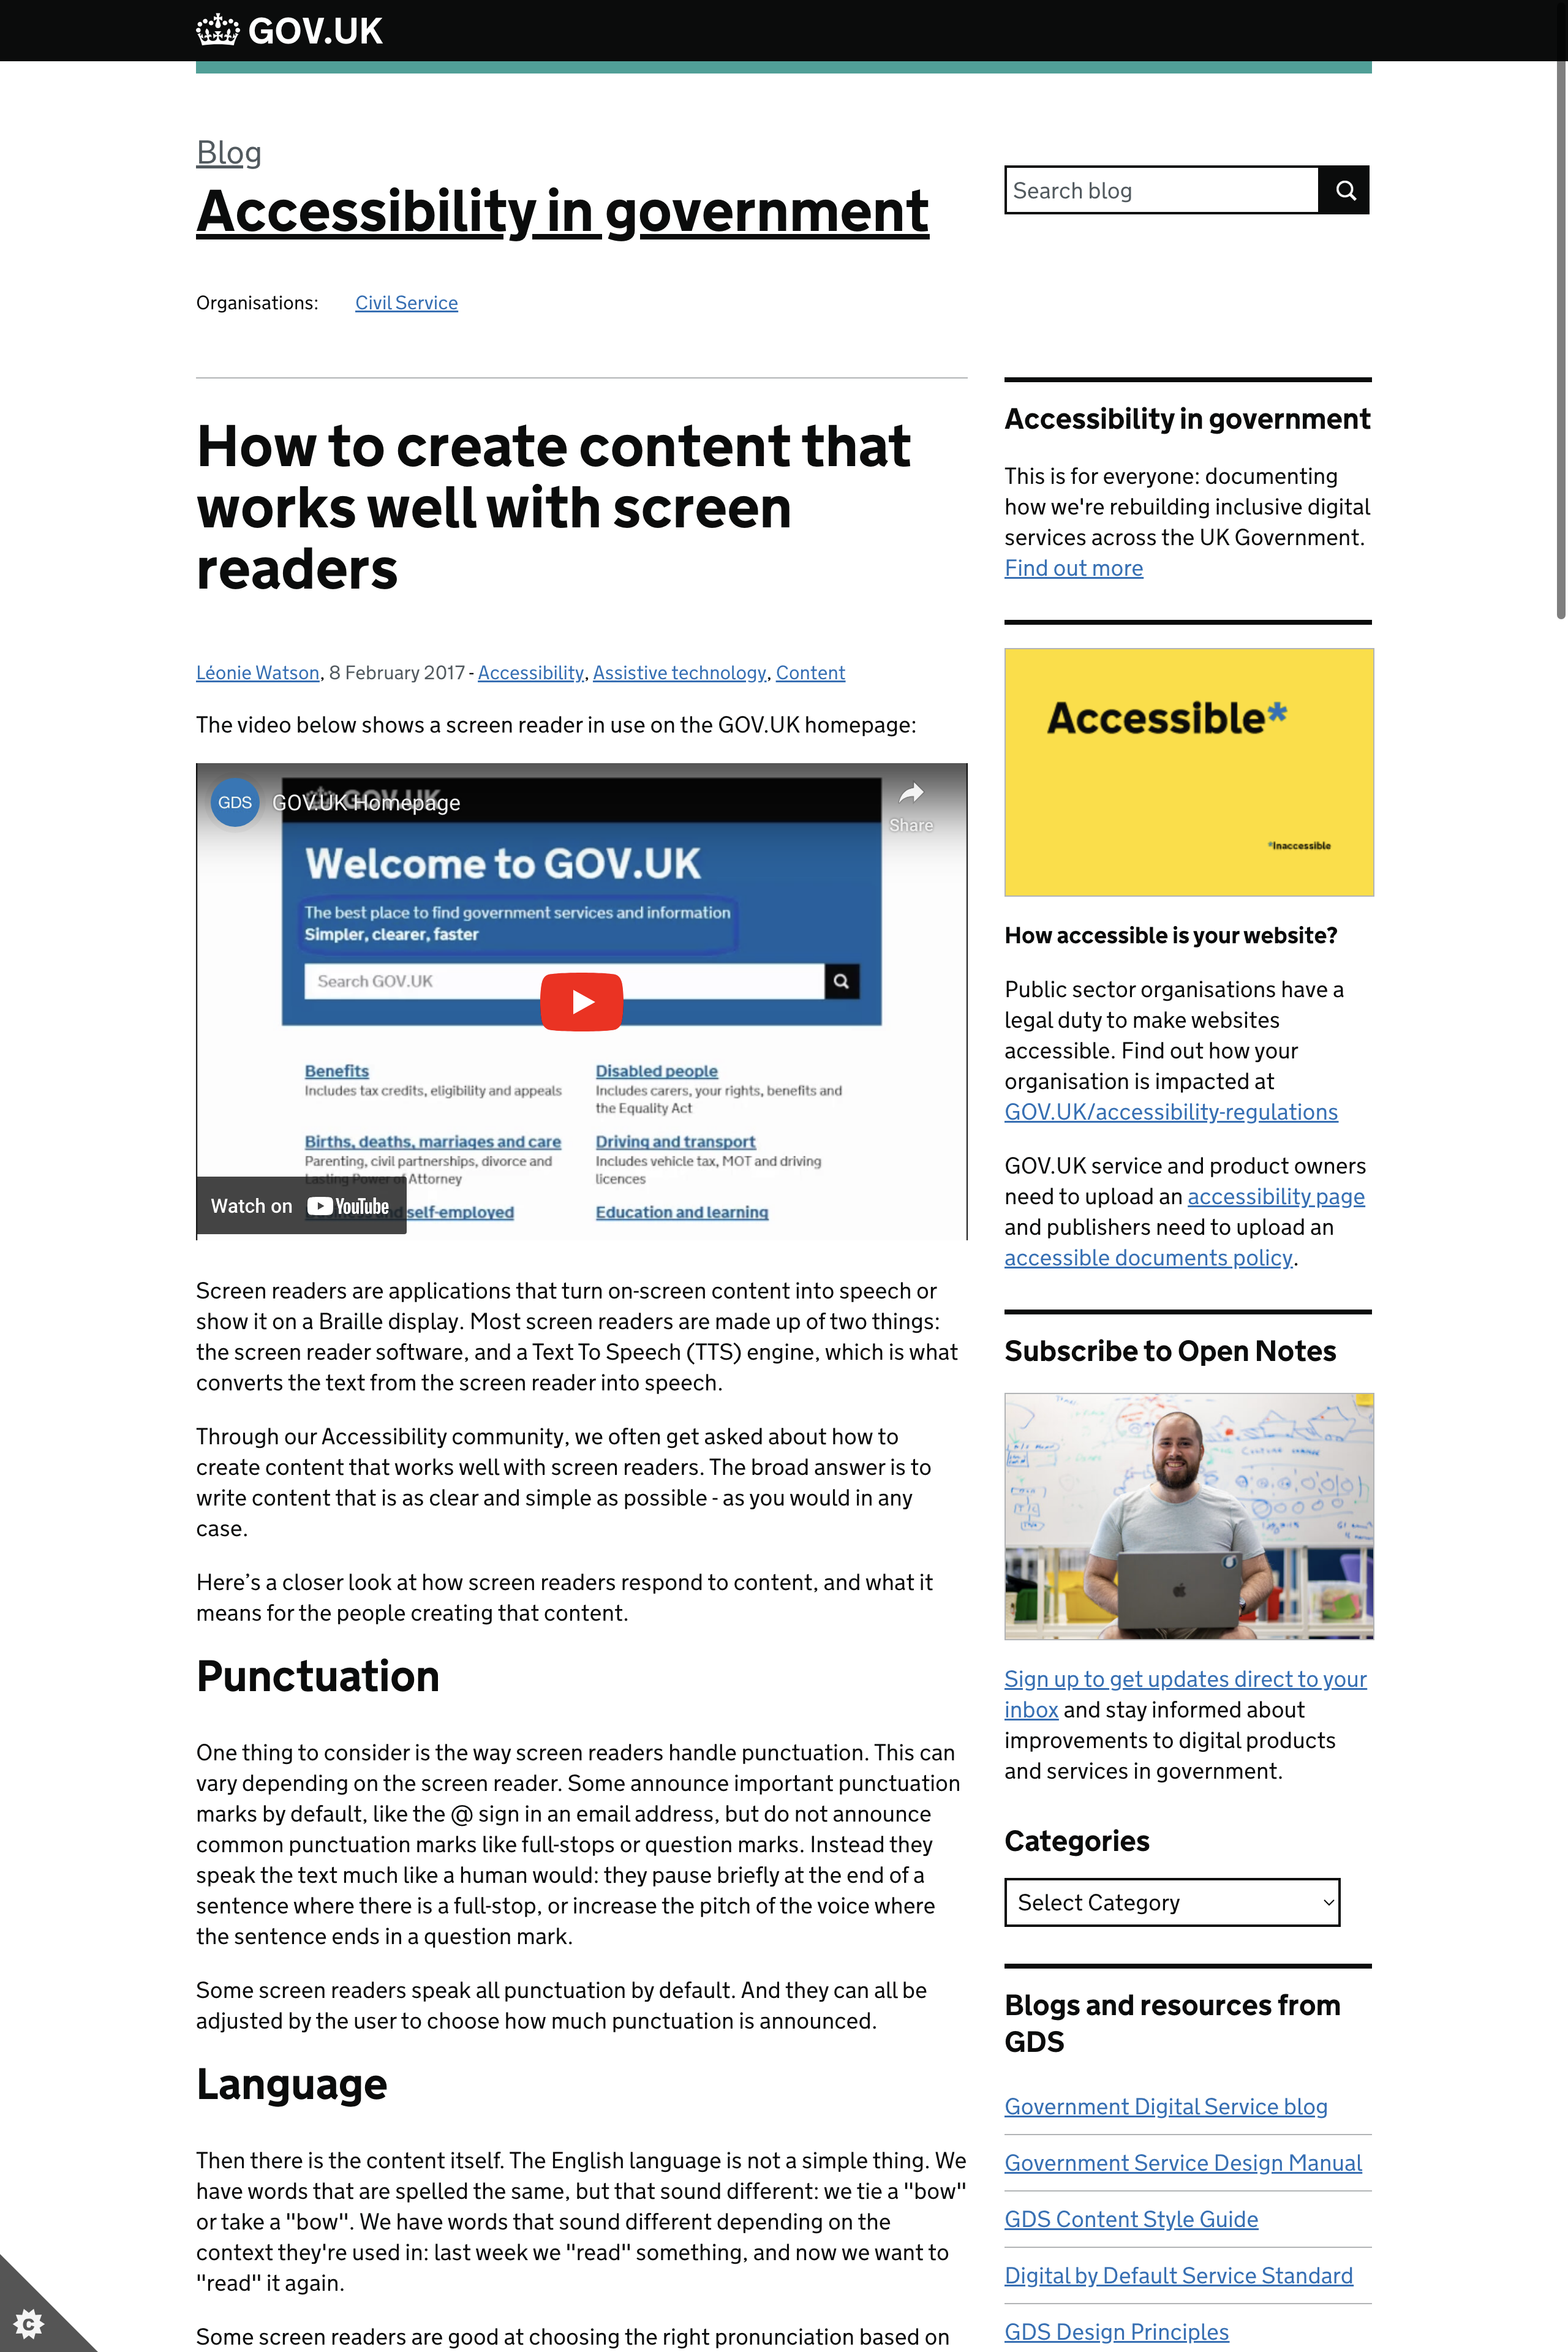 GOV.UK
Blog
Accessibility in government
Search blog
Organisations: Civil Service
How to create content that
works well with screen
readers
Léonie Watson, 8 February 2017 - Accessibility, Assistive technology, Content
The video below shows a screen reader in use on the GOV.UK homepage:
GDS
GOV.UK Homepage
GOV.UK
Share
Welcome to GOV.UK
The best place to find government services and information
Simpler, clearer, faster
Search GOV.UK
Benefits
Includes tax credits, eligibility and appeals
Disabled people
Includes carers, your rights, benefits and
the Equality Act
Births, deaths, marriages and care
Parenting, civil partnerships, divorce and
Lasting Power of Attorney
Driving and transport
Includes vehicle tax, MOT and driving
licences
self-employed
Education and learning
Watch on YouTube
Screen readers are applications that turn on-screen content into speech or
show it on a Braille display. Most screen readers are made up of two things:
the screen reader software, and a Text To Speech (TTS) engine, which is what
converts the text from the screen reader into speech.
Through our Accessibility community, we often get asked about how to
create content that works well with screen readers. The broad answer is to
write content that is as clear and simple as possible - as you would in any
case.
Here’s a closer look at how screen readers respond to content, and what it
means for the people creating that content.
Punctuation
One thing to consider is the way screen readers handle punctuation. This can
vary depending on the screen reader. Some announce important punctuation
marks by default, like the @ sign in an email address, but do not announce
common punctuation marks like full-stops or question marks. Instead they
speak the text much like a human would: they pause briefly at the end of a
sentence where there is a full-stop, or increase the pitch of the voice where
the sentence ends in a question mark.
Some screen readers speak all punctuation by default. And they can all be
adjusted by the user to choose how much punctuation is announced.
Language
Then there is the content itself. The English language is not a simple thing. We
have words that are spelled the same, but that sound different: we tie a "bow"
or take a "bow". We have words that sound different depending on the
context they're used in: last week we "read" something, and now we want to
"read" it again.
Some screen readers are good at choosing the right pronunciation based on
Accessibility in government
This is for everyone: documenting
how we're rebuilding inclusive digital
services across the UK Government.
Find out more
Accessible*
*Inaccessible
How accessible is your website?
Public sector organisations have a
legal duty to make websites
accessible. Find out how your
organisation is impacted at
GOV.UK/accessibility-regulations
GOV.UK service and product owners
need to upload an accessibility page
and publishers need to upload an
accessible documents policy.
Subscribe to Open Notes
Sign up to get updates direct to your
inbox and stay informed about
improvements to digital products
and services in government.
Categories
Select Category
Blogs and resources from
GDS
Government Digital Service blog
Government Service Design Manual
GDS Content Style Guide
Digital by Default Service Standard
GDS Design Principles
C